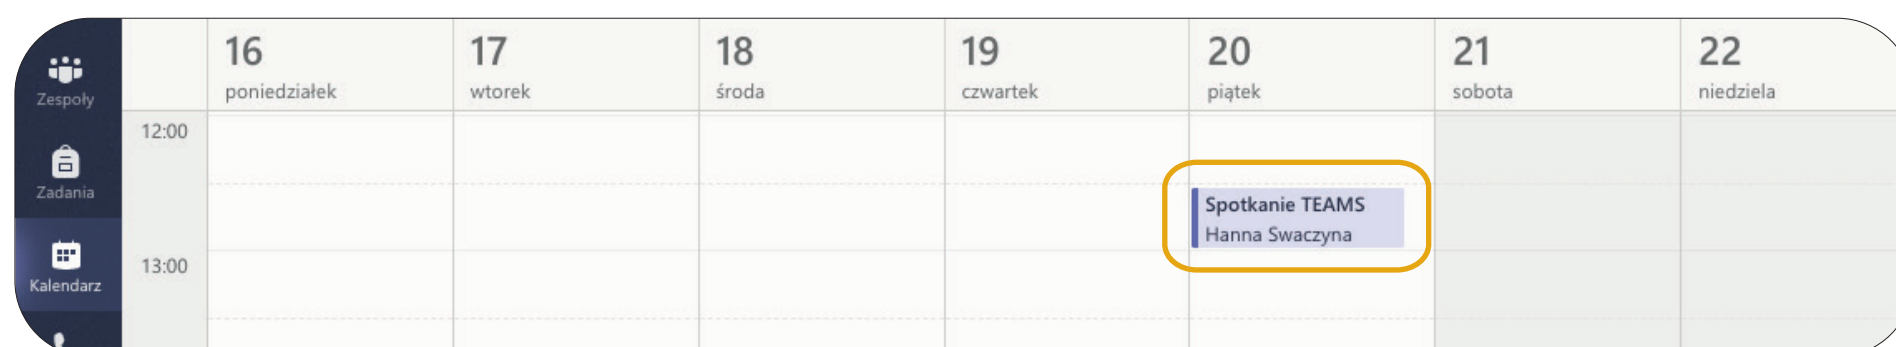 16
poniedziałek
17
wtorek
18
środa
19
czwartek
20
piątek
21
sobota
22
niedziela
Zespoły
Zadania
Kalendarz
12:00
13:00
Spotkanie TEAMS
Hanna Swaczyna